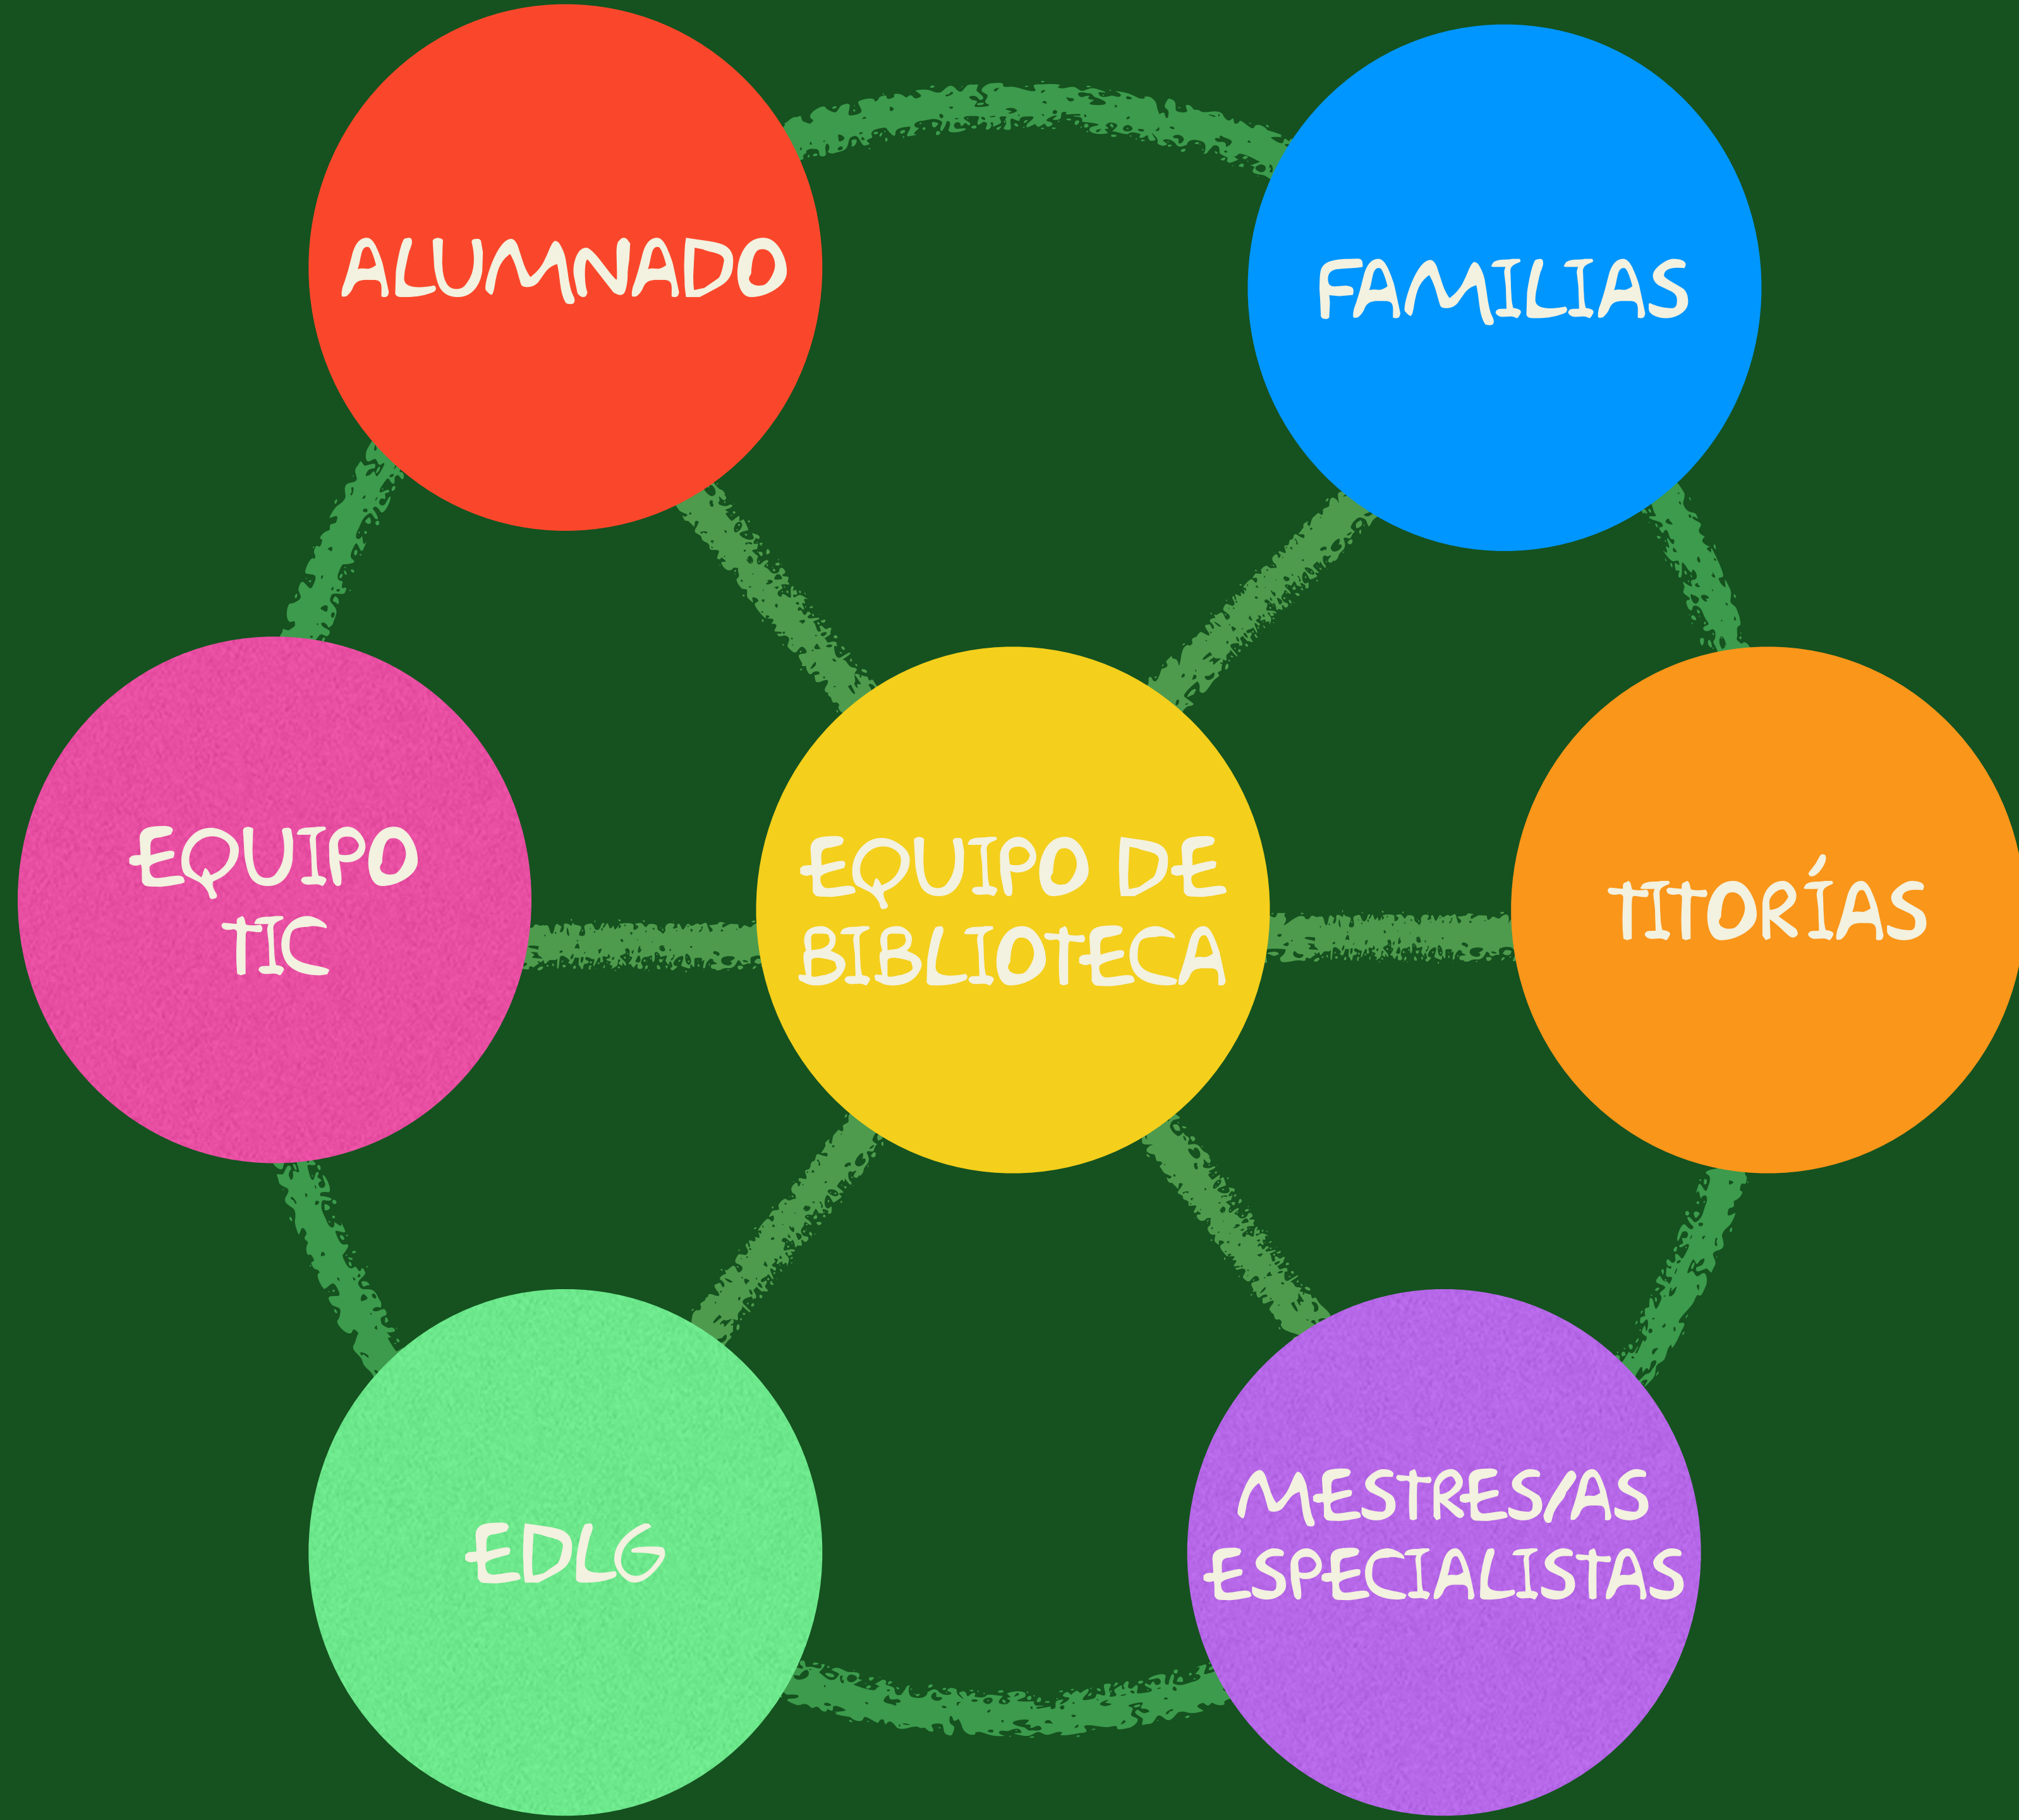 ALUMNADO
FAMILIAS
EQUIPO
TIC
EQUIPO DE
BIBLIOTECA
TITORÍAS
EDLG
MESTRES/AS
ESPECIALISTAS